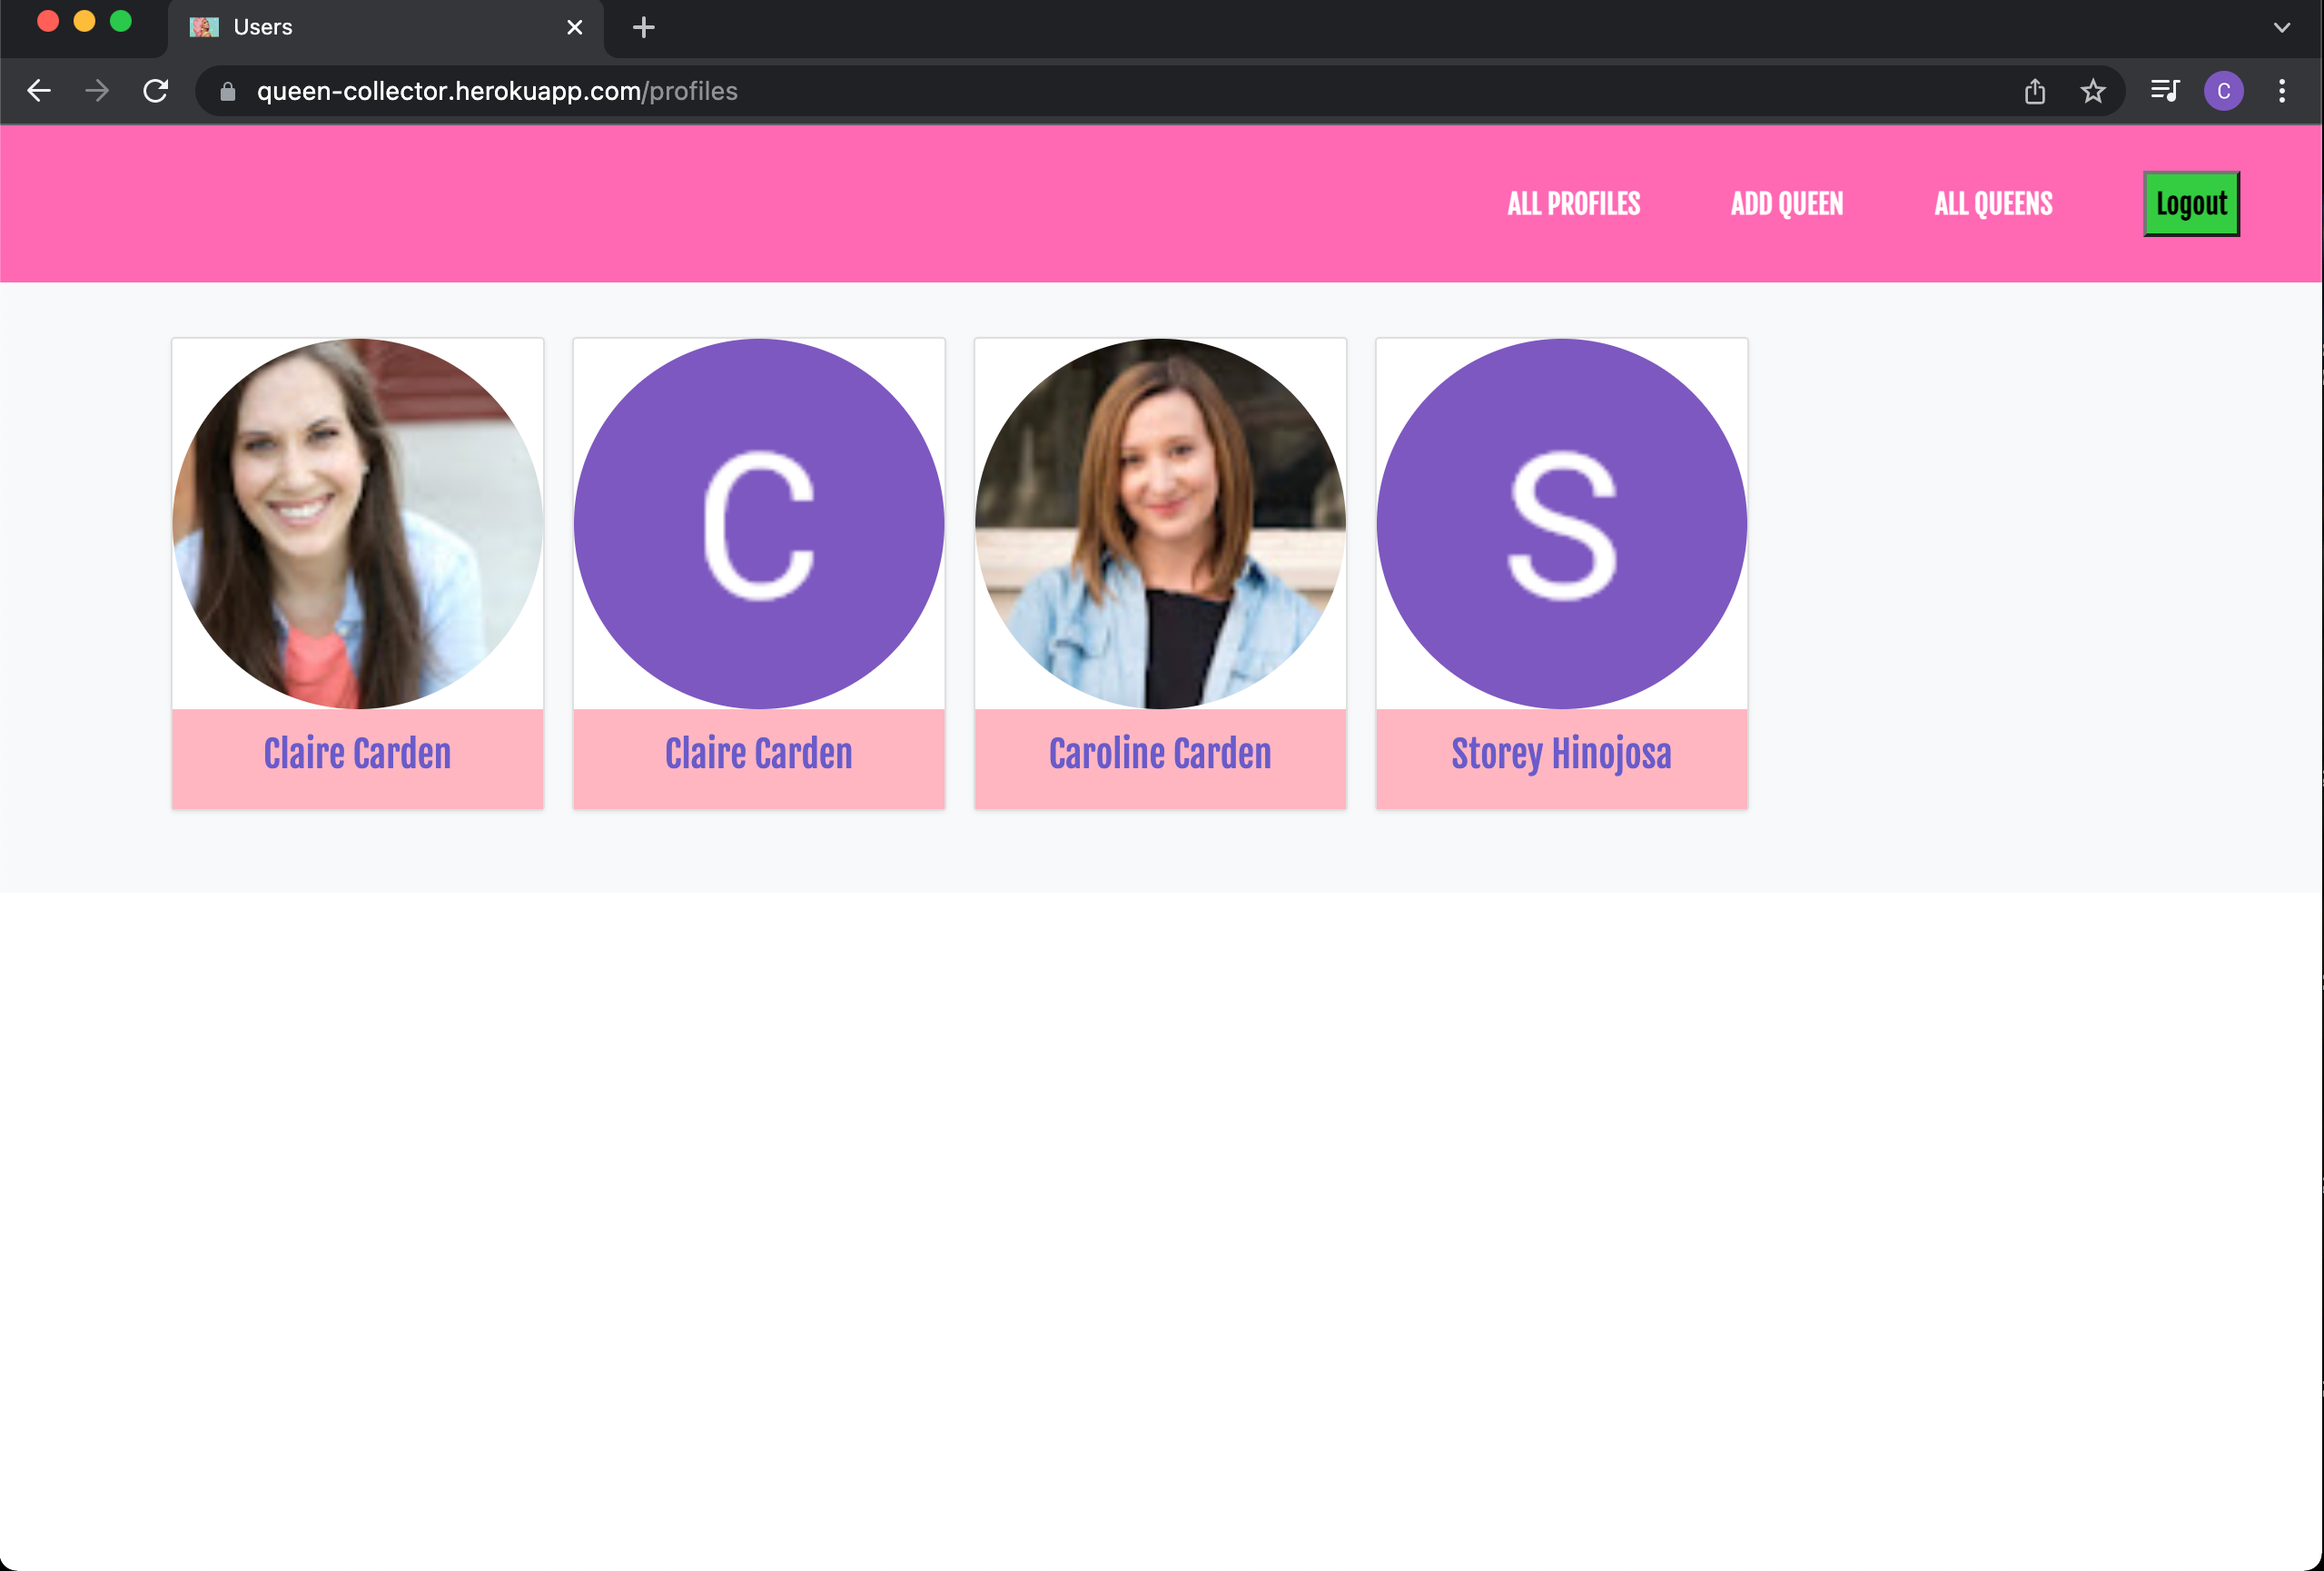 Users
queen-collector.herokuapp.com/profiles
C
ALL PROFILES
ADD QUEEN
ALL QUEENS
Logout
C
S
Claire Carden
Claire Carden
Caroline Carden
Storey Hinojosa